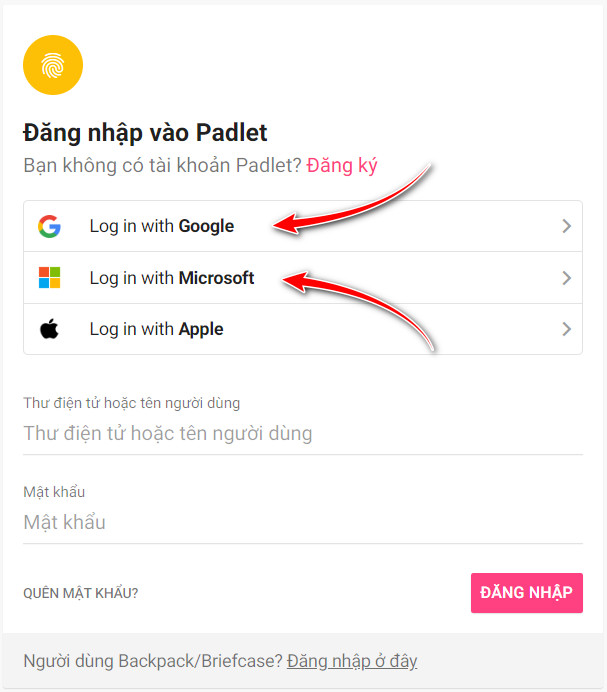 Đăng nhập vào Padlet
Bạn không có tài khoản Padlet? Đăng ký
Log in with Google
Log in with Microsoft
Log in with Apple
Thư điện tử hoặc tên người dùng
Thư điện tử hoặc tên người dùng
Mật khẩu
Mật khẩu
QUÊN MẬT KHẨU?
ĐĂNG NHẬP
Người dùng Backpack/Briefcase? Đăng nhập ở đây